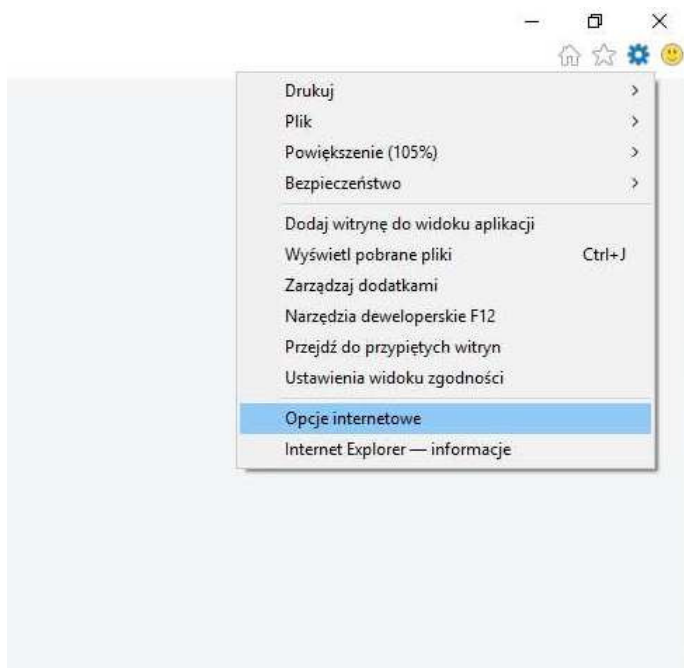 Drukuj
Plik
Powiększenie (105%)
Bezpieczeństwo
Dodaj witrynę do widoku aplikacji
Wyświetl pobrane pliki Ctrl+J
Zarządzaj dodatkami
Narzędzia deweloperskie F12
Przejdź do przypiętych witryn
Ustawienia widoku zgodności
Opcje internetowe
Internet Explorer — informacje